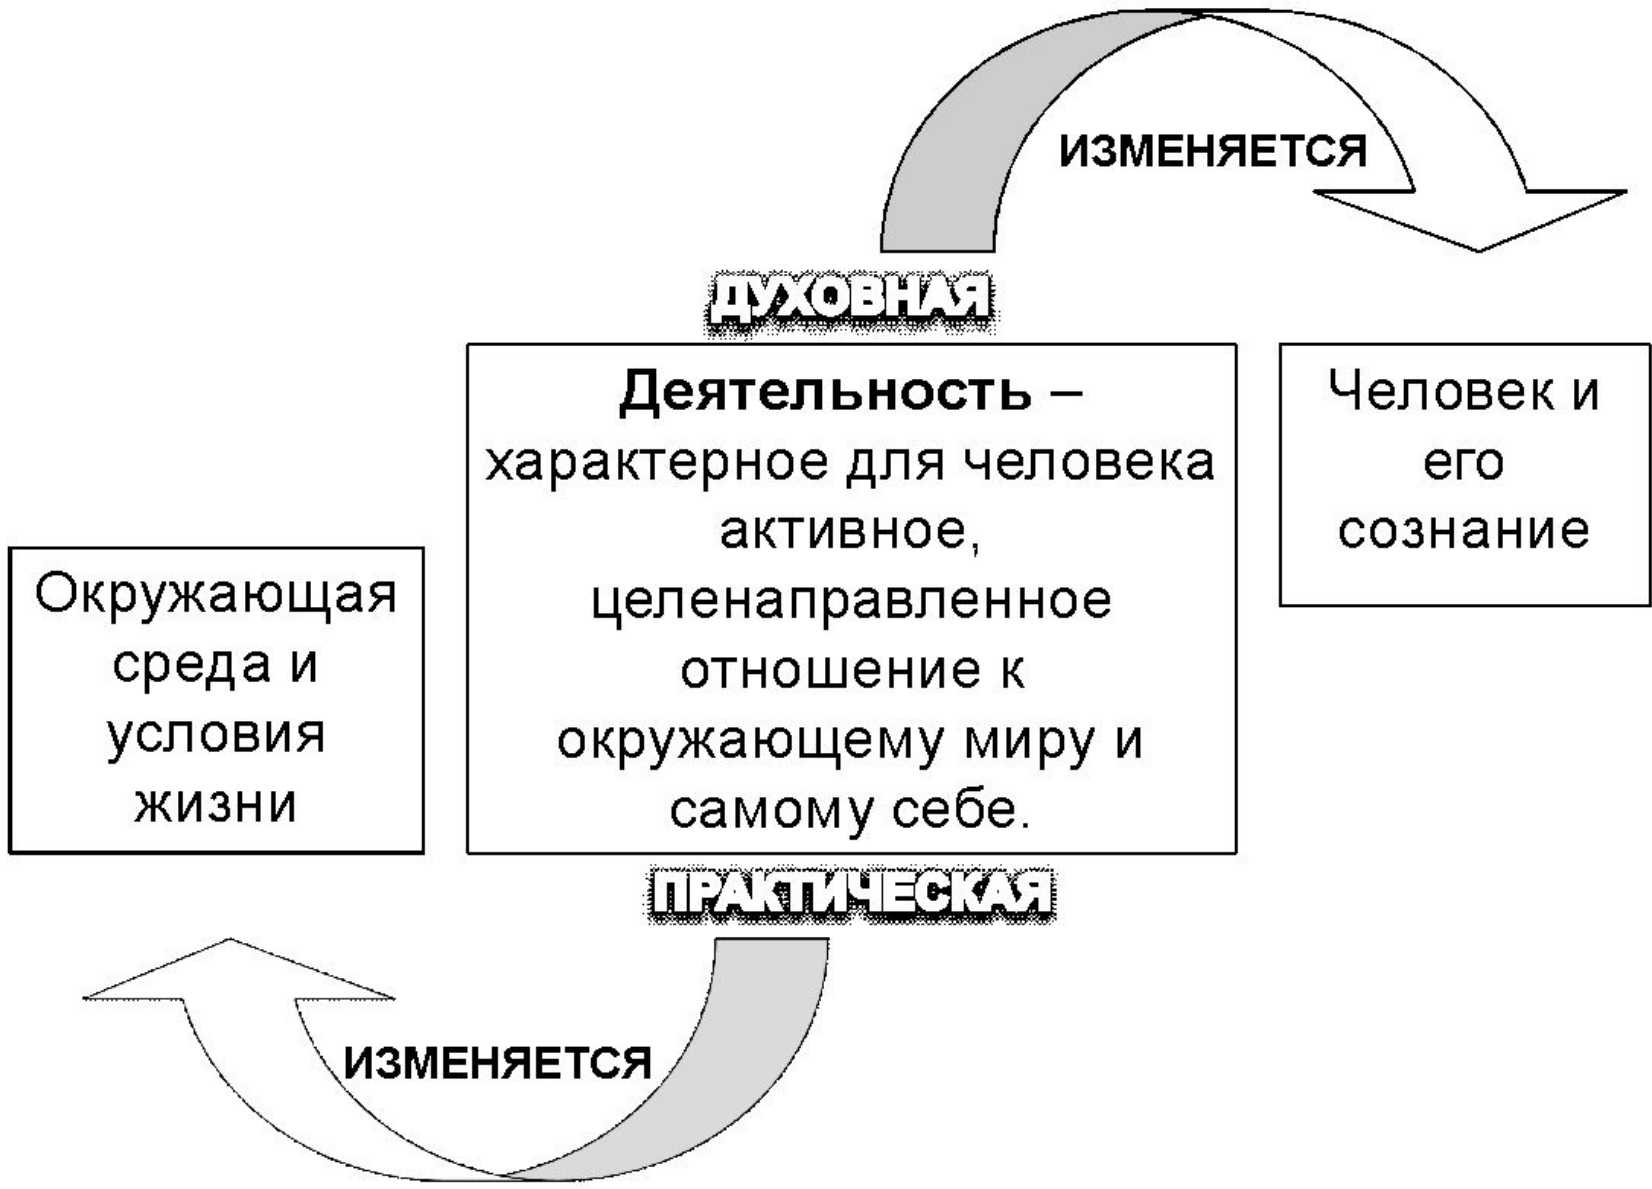 ИЗМЕНЯЕТСЯ
ДУХОВНАЯ
Деятельность –
характерное для человека
активное,
целенаправленное
отношение к
окружающему миру и
самому себе.
Человек и
его
сознание
Окружающая
среда и
условия
жизни
ПРАКТИЧЕСКАЯ
ИЗМЕНЯЕТСЯ